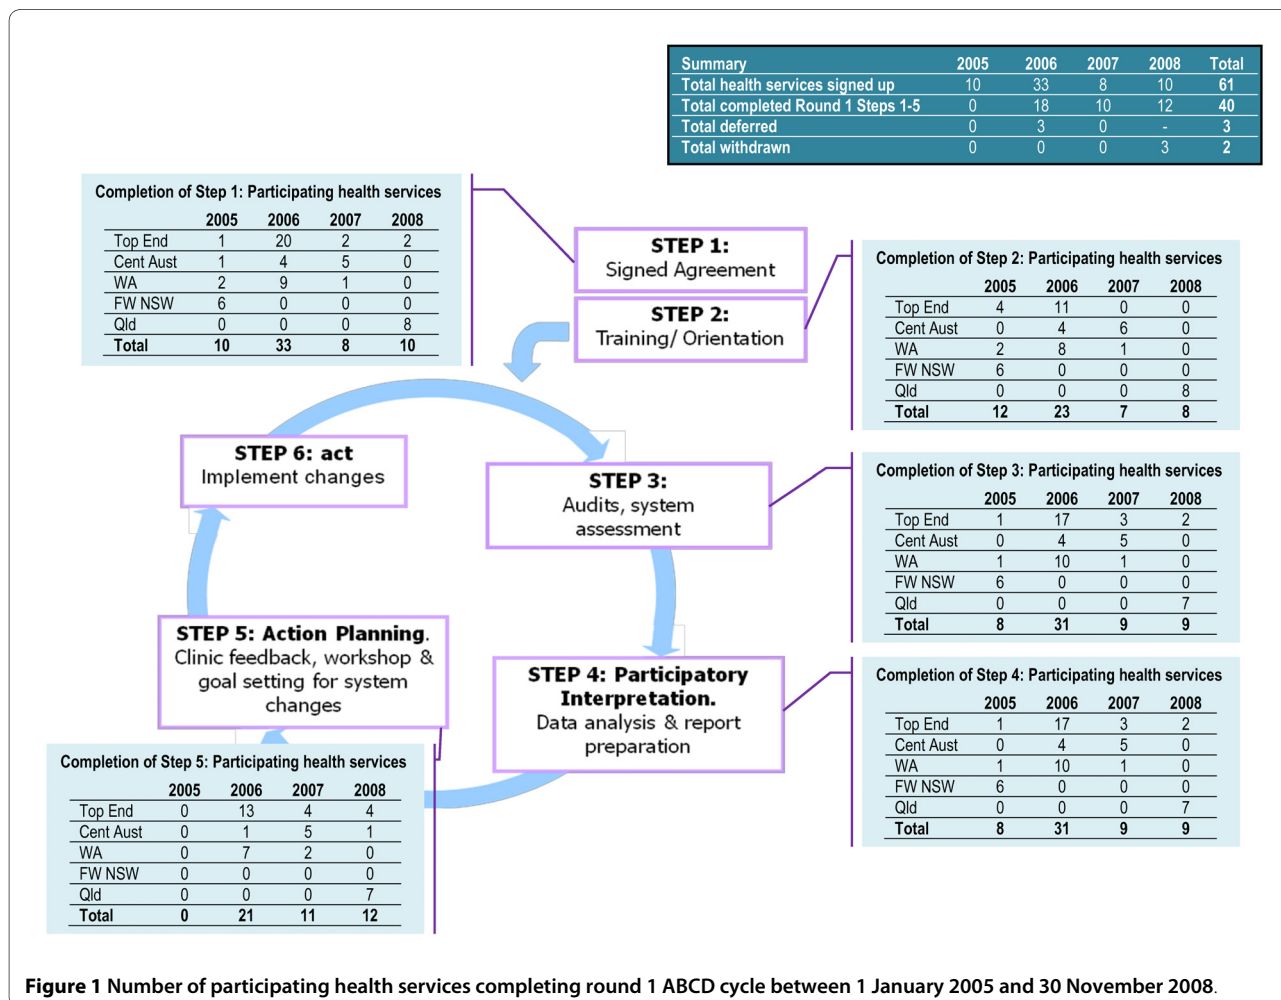 Summary 2005 2006 2007 2008 Total
Total health services signed up 10 33 8 10 61
Total completed Round 1 Steps 1-5 0 18 10 12 40
Total deferred 0 3 0 - 3
Total withdrawn 0 0 0 3 2
Completion of Step 1: Participating health services
2005 2006 2007 2008
Top End 1 20 2 2
Cent Aust 1 4 5 0
WA 2 9 1 0
FW NSW 6 0 0 0
Qld 0 0 0 8
Total 10 33 8 10
STEP 1:
Signed Agreement
STEP 2:
Training/ Orientation
Completion of Step 2: Participating health services
2005 2006 2007 2008
Top End 4 11 0 0
Cent Aust 0 4 6 0
WA 2 8 1 0
FW NSW 6 0 0 0
Qld 0 0 0 8
Total 12 23 7 8
STEP 6: act
Implement changes
STEP 3:
Audits, system
assessment
Completion of Step 3: Participating health services
2005 2006 2007 2008
Top End 1 17 3 2
Cent Aust 0 4 5 0
WA 1 10 1 0
FW NSW 6 0 0 0
Qld 0 0 0 7
Total 8 31 9 9
STEP 5: Action Planning.
Clinic feedback, workshop &
goal setting for system
changes
STEP 4: Participatory
Interpretation.
Data analysis & report
preparation
Completion of Step 4: Participating health services
2005 2006 2007 2008
Top End 1 17 3 2
Cent Aust 0 4 5 0
WA 1 10 1 0
FW NSW 6 0 0 0
Qld 0 0 0 7
Total 8 31 9 9
Completion of Step 5: Participating health services
2005 2006 2007 2008
Top End 0 13 4 4
Cent Aust 0 1 5 1
WA 0 7 2 0
FW NSW 0 0 0 0
Qld 0 0 0 7
Total 0 21 11 12
Figure 1 Number of participating health services completing round 1 ABCD cycle between 1 January 2005 and 30 November 2008.